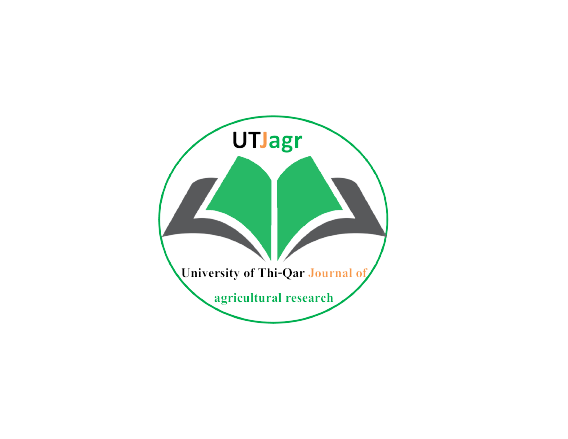 UTJagr
University of Thi-Qar Journal of
agricultural research